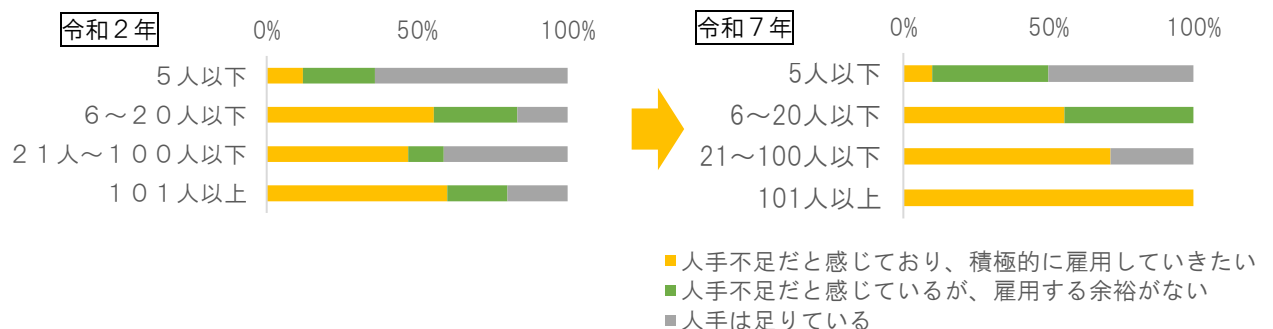 令和２年
0% 50% 100%
５人以下
６～２０人以下
２１人～１００人以下
１０１人以上
令和７年
0% 50% 100%
5人以下
6～20人以下
21～100人以下
101人以上
人手不足だと感じており、積極的に雇用していきたい
人手不足だと感じているが、雇用する余裕がない
人手は足りている